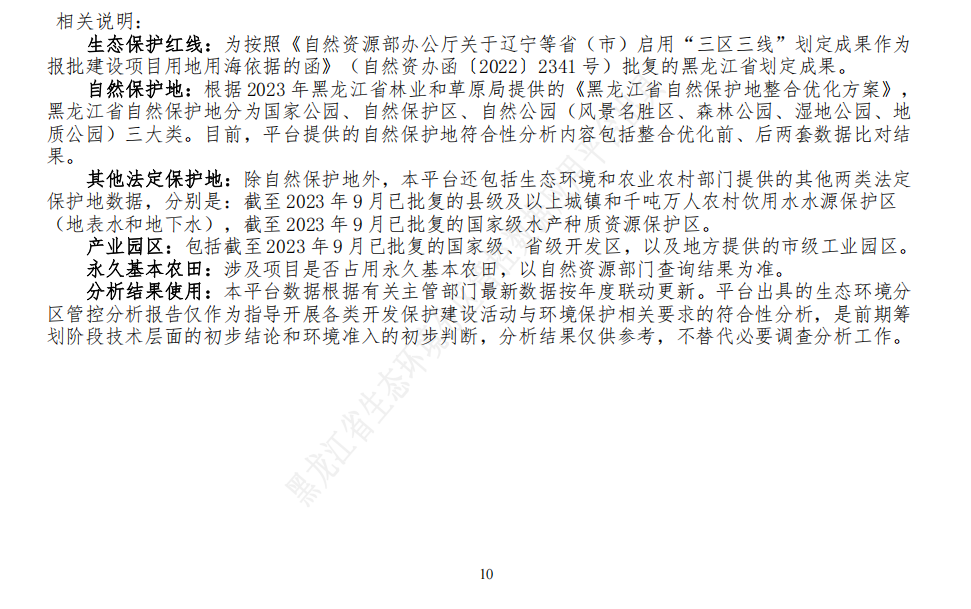 相关说明：
生态保护红线：为按照《自然资源部办公厅关于辽宁等省（市）启用“三区三线”划定成果作为
报批建设项目用地用海依据的函》（自然资办函〔2022〕2341 号）批复的黑龙江省划定成果。
自然保护地：根据 2023 年黑龙江省林业和草原局提供的《黑龙江省自然保护地整合优化方案》，
黑龙江省自然保护地分为国家公园、自然保护区、自然公园（风景名胜区、森林公园、湿地公园、地
质公园）三大类。目前，平台提供的自然保护地符合性分析内容包括整合优化前、后两套数据比对结
果。
其他法定保护地：除自然保护地外，本平台还包括生态环境和农业农村部门提供的其他两类法定
保护地数据，分别是：截至 2023 年 9 月已批复的县级及以上城镇和千吨万人农村饮用水水源保护区
（地表水和地下水），截至 2023 年 9 月已批复的国家级水产种质资源保护区。
产业园区：包括截至 2023 年 9 月已批复的国家级、省级开发区，以及地方提供的市级工业园区。
永久基本农田：涉及项目是否占用永久基本农田，以自然资源部门查询结果为准。
分析结果使用：本平台数据根据有关主管部门最新数据按年度联动更新。平台出具的生态环境分
区管控分析报告仅作为指导开展各类开发保护建设活动与环境保护相关要求的符合性分析，是前期筹
划阶段技术层面的初步结论和环境准入的初步判断，分析结果仅供参考，不替代必要调查分析工作。
黑龙江省生态环境
10